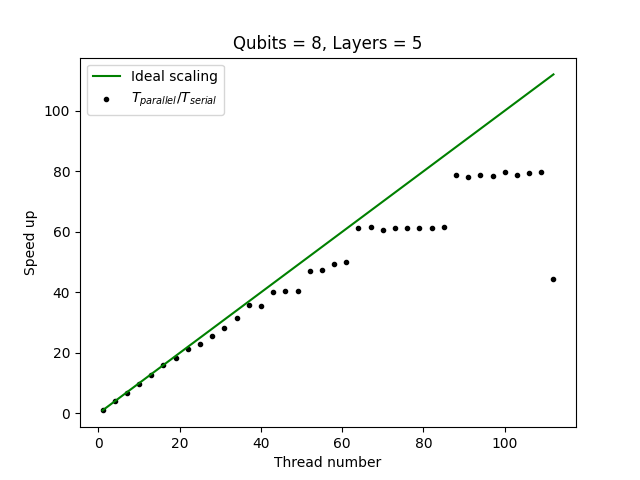 Qubits = 8, Layers = 5
Ideal scaling
T_parallel/T_serial
Speed up
100
80
60
40
20
0
0 20 40 60 80 100
Thread number